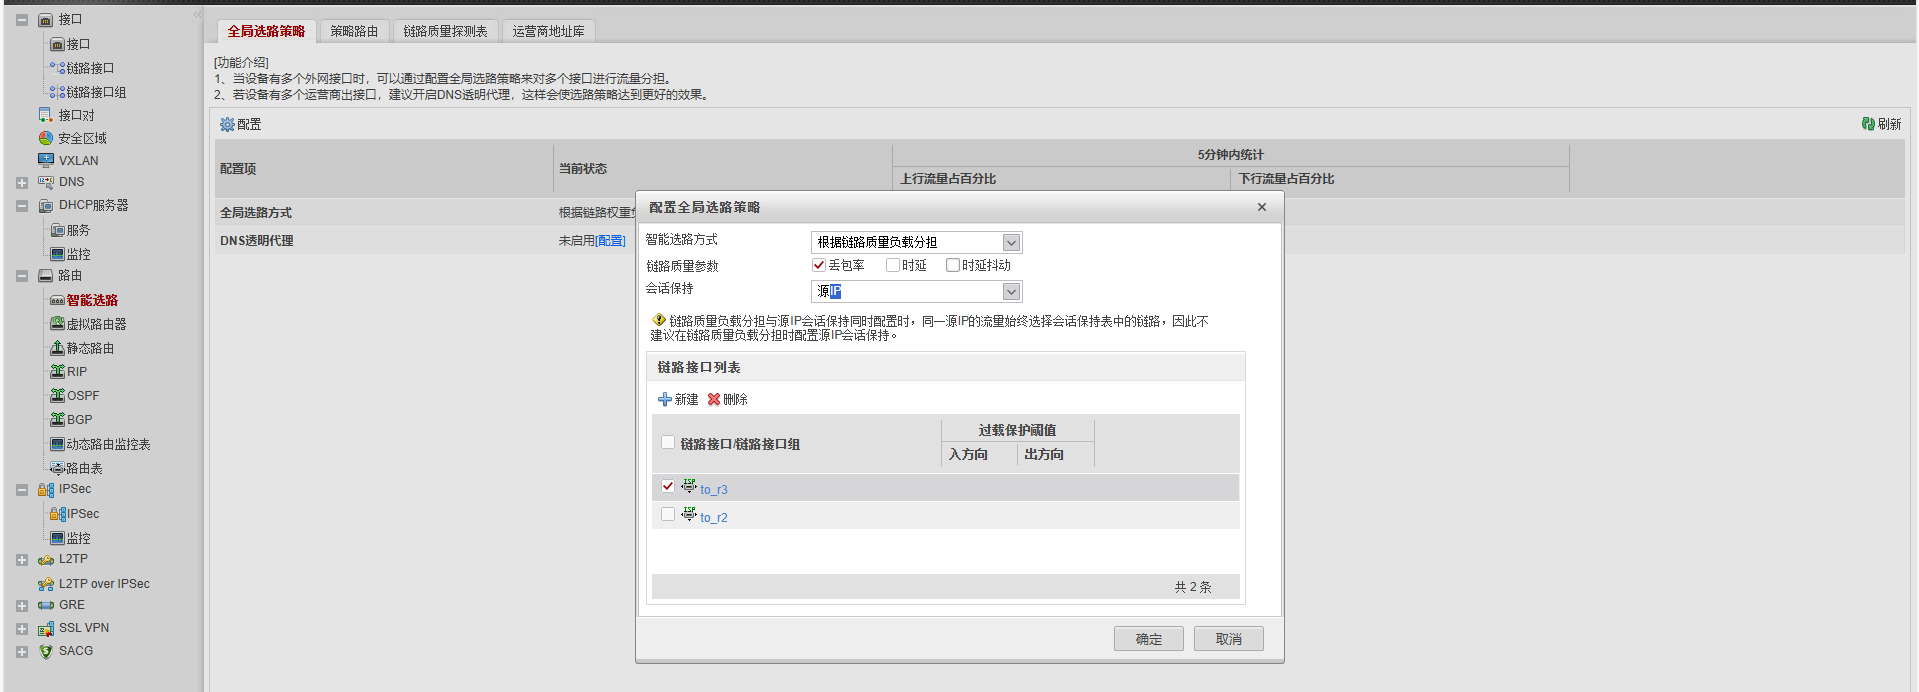 接口
接口
链路接口
链路接口组
接口对
安全区域
VXLAN
DNS
DHCP服务器
服务
监控
路由
智能选路
虚拟路由器
静态路由
RIP
OSPF
BGP
动态路由监控表
路由表
IPSec
IPSec
监控
L2TP
L2TP over IPSec
GRE
SSL VPN
SACG
全局选路策略 策略路由 链路质量探测表 运营商地址库
[功能介绍]
1、当设备有多个外网接口时，可以通过配置全局选路策略来对多个接口进行流量分担。
2、若设备有多个运营商出接口，建议开启DNS透明代理，这样会使选路策略达到更好的效果。
配置 刷新
配置项 当前状态 5分钟内统计
上行流量占百分比 下行流量占百分比
全局选路方式 根据链路权重
DNS透明代理 未启用[配置]
配置全局选路策略
智能选路方式 根据链路质量负载分担
链路质量参数 丢包率 时延 时延抖动
会话保持 源IP
链路质量负载分担与源IP会话保持同时配置时，同一源IP的流量始终选择会话保持表中的链路，因此不
建议在链路质量负载分担时配置源IP会话保持。
链路接口列表
新建 删除
链路接口/链路接口组 过载保护阈值
入方向 出方向
ISP to_r3
ISP to_r2
共 2 条
确定 取消